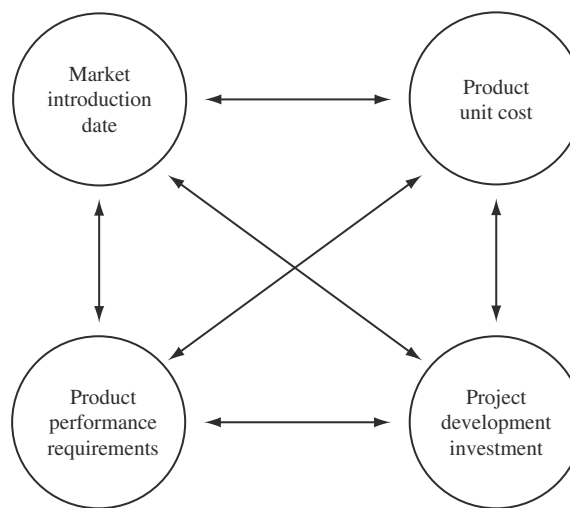 Market
introduction
date
Product
unit cost
Product
performance
requirements
Project
development
investment